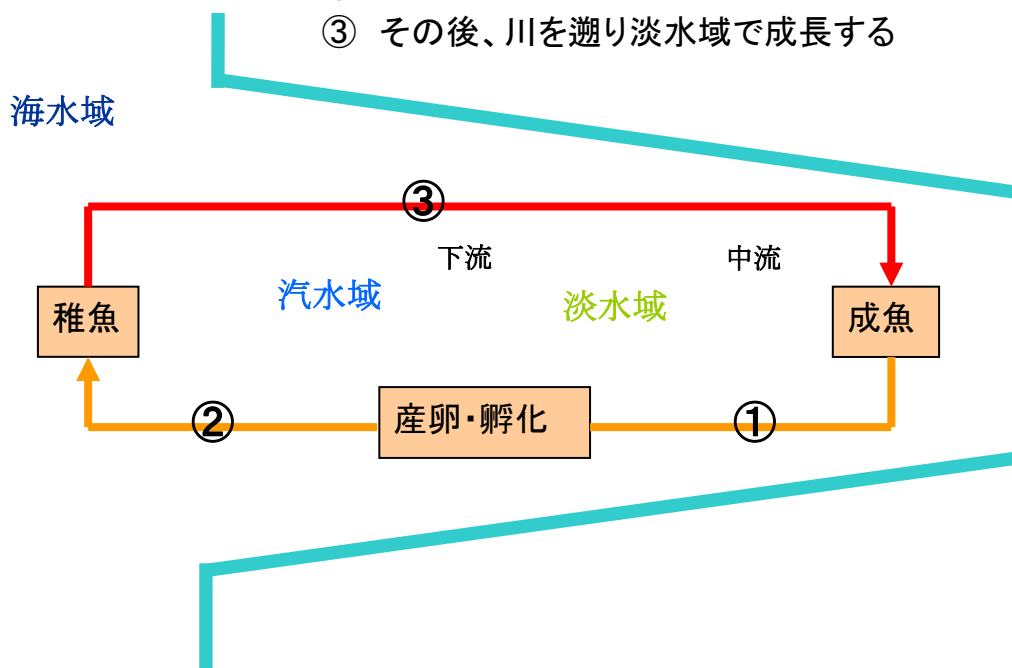 ③ その後、川を遡り淡水域で成長する
海水域
③
下流
中流
汽水域
淡水域
稚魚
成魚
産卵・孵化
②
①